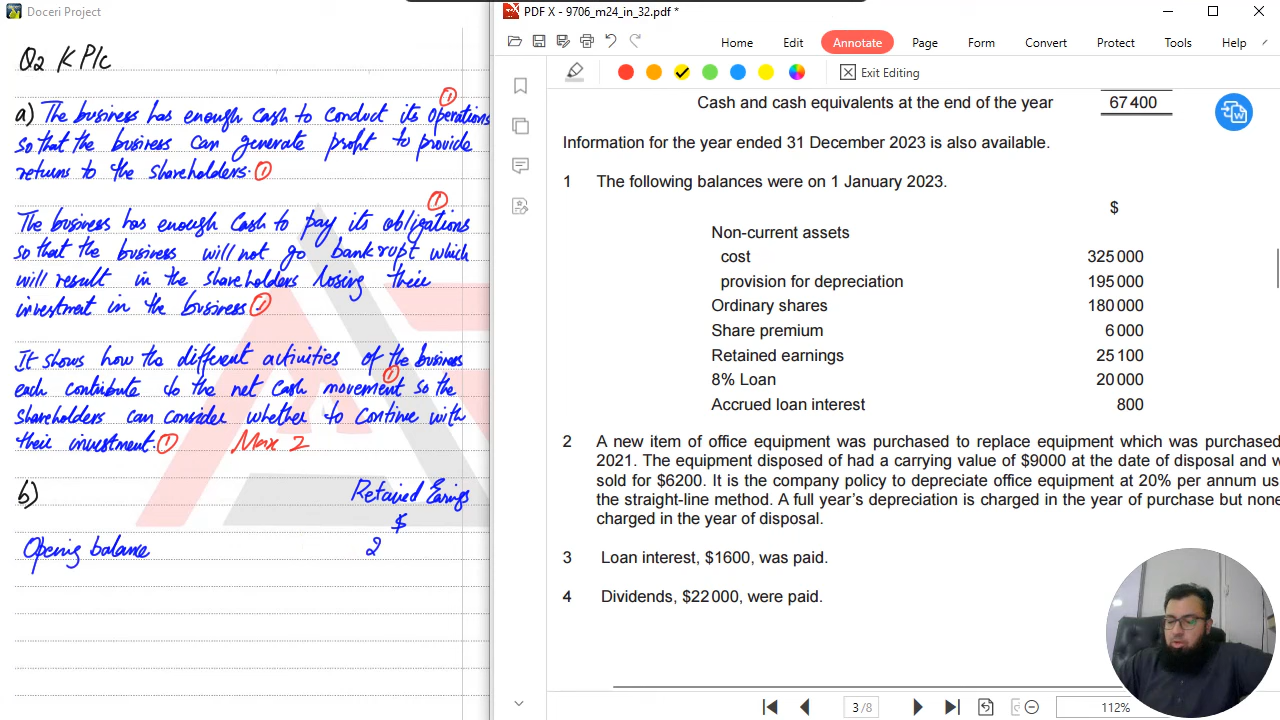 Doceri Project
Q2 K Plc
a) The business has enough cash to conduct its operations ①
so that the business can generate profit to provide
returns to the shareholders. ①
The business has enough cash to pay its obligations ①
so that the business will not go bankrupt which
will result in the shareholders losing their
investment in the business ①
It shows how the different activities of the business
each contribute to the net cash movement ① so the
shareholders can consider whether to continue with
their investment. ① Max 2
b) Retained Earings
$
Opening balance 2
PDF X - 9706_m24_in_32.pdf *
Home Edit Annotate Page Form Convert Protect Tools Help
Exit Editing
Cash and cash equivalents at the end of the year 67 400
Information for the year ended 31 December 2023 is also available.
1 The following balances were on 1 January 2023.
$
Non-current assets
cost 325 000
provision for depreciation 195 000
Ordinary shares 180 000
Share premium 6 000
Retained earnings 25 100
8% Loan 20 000
Accrued loan interest 800
2 A new item of office equipment was purchased to replace equipment which was purchased
2021. The equipment disposed of had a carrying value of $9000 at the date of disposal and w
sold for $6200. It is the company policy to depreciate office equipment at 20% per annum us
the straight-line method. A full year's depreciation is charged in the year of purchase but none
charged in the year of disposal.
3 Loan interest, $1600, was paid.
4 Dividends, $22 000, were paid.
3 /8
112%